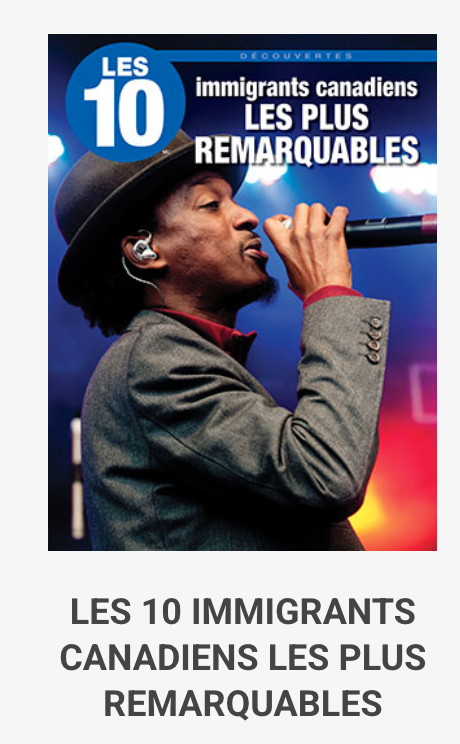 DÉCOUVERTES
LES
10
immigrants canadiens
LES PLUS
REMARQUABLES
LES 10 IMMIGRANTS
CANADIENS LES PLUS
REMARQUABLES